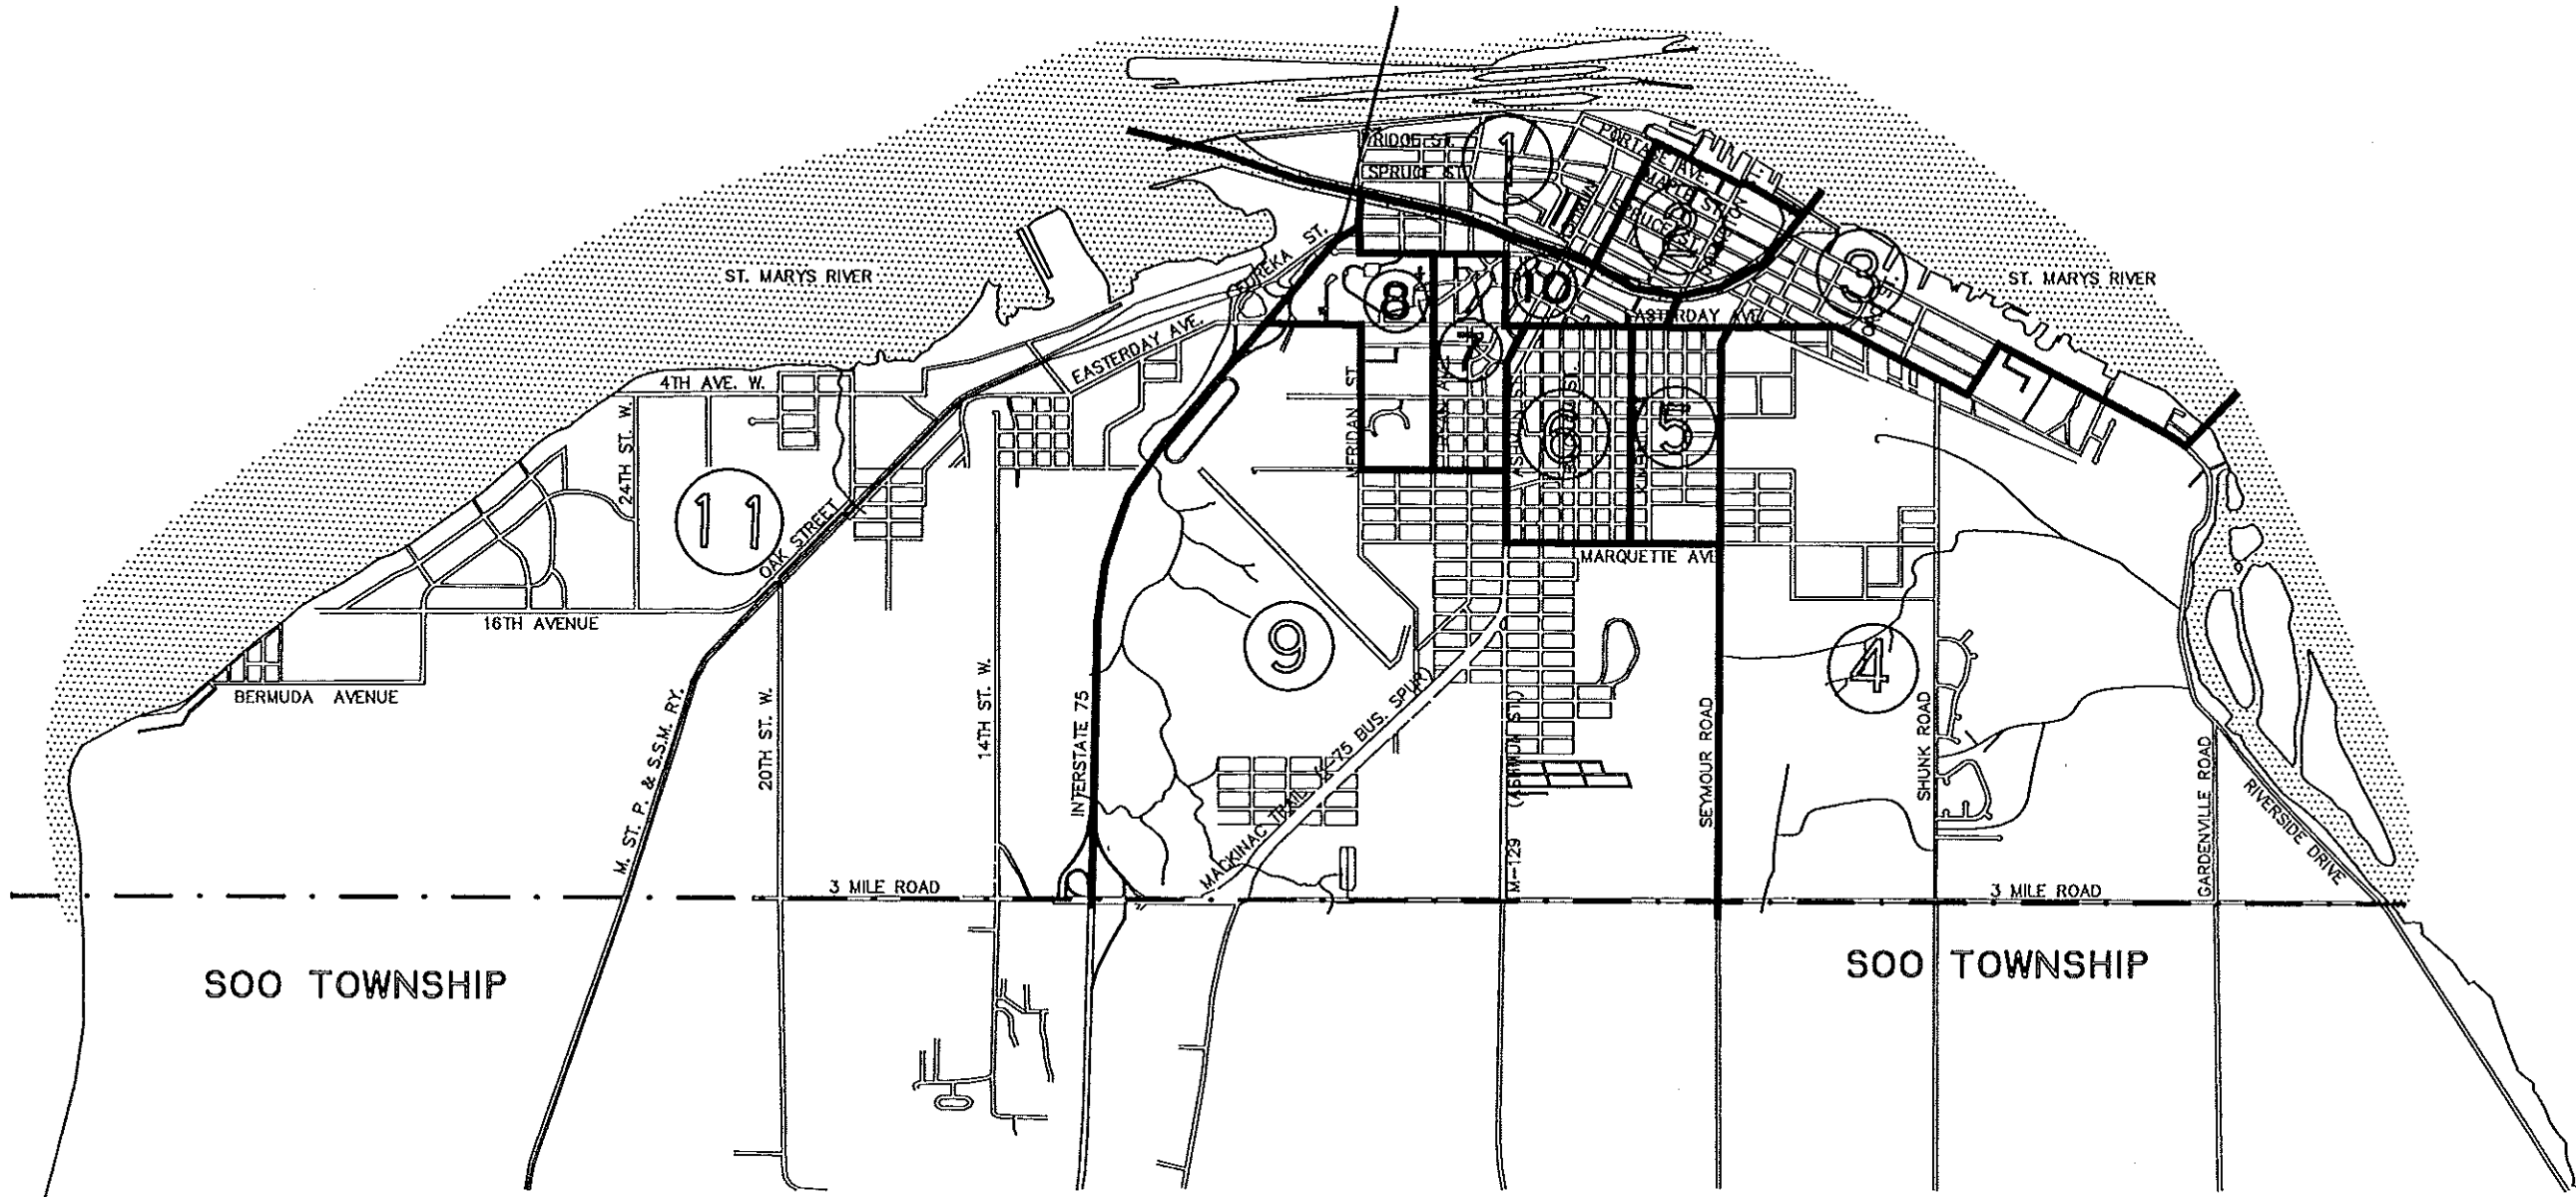 RIDGE ST.
SPRUCE ST.
1
PORTAGE AVE.
MAPLE ST.
SPRUCE ST.
2
3
ST. MARYS RIVER
ST. MARYS RIVER
EUREKA ST.
8
10
7
EASTERDAY AVE.
EASTERDAY AVE.
4TH AVE. W.
24TH ST. W.
MERIDAN ST.
6
5
11
OAK STREET
MARQUETTE AVE
16TH AVENUE
9
4
BERMUDA AVENUE
M. ST. P. & S.S.M. RY.
20TH ST. W.
14TH ST. W.
INTERSTATE 75
MACKINAC TRAIL (I-75 BUS. SPUR)
M-129 (ASHMUN ST.)
SEYMOUR ROAD
SHUNK ROAD
GARDENVILLE ROAD
RIVERSIDE DRIVE
3 MILE ROAD
3 MILE ROAD
SOO TOWNSHIP
SOO TOWNSHIP